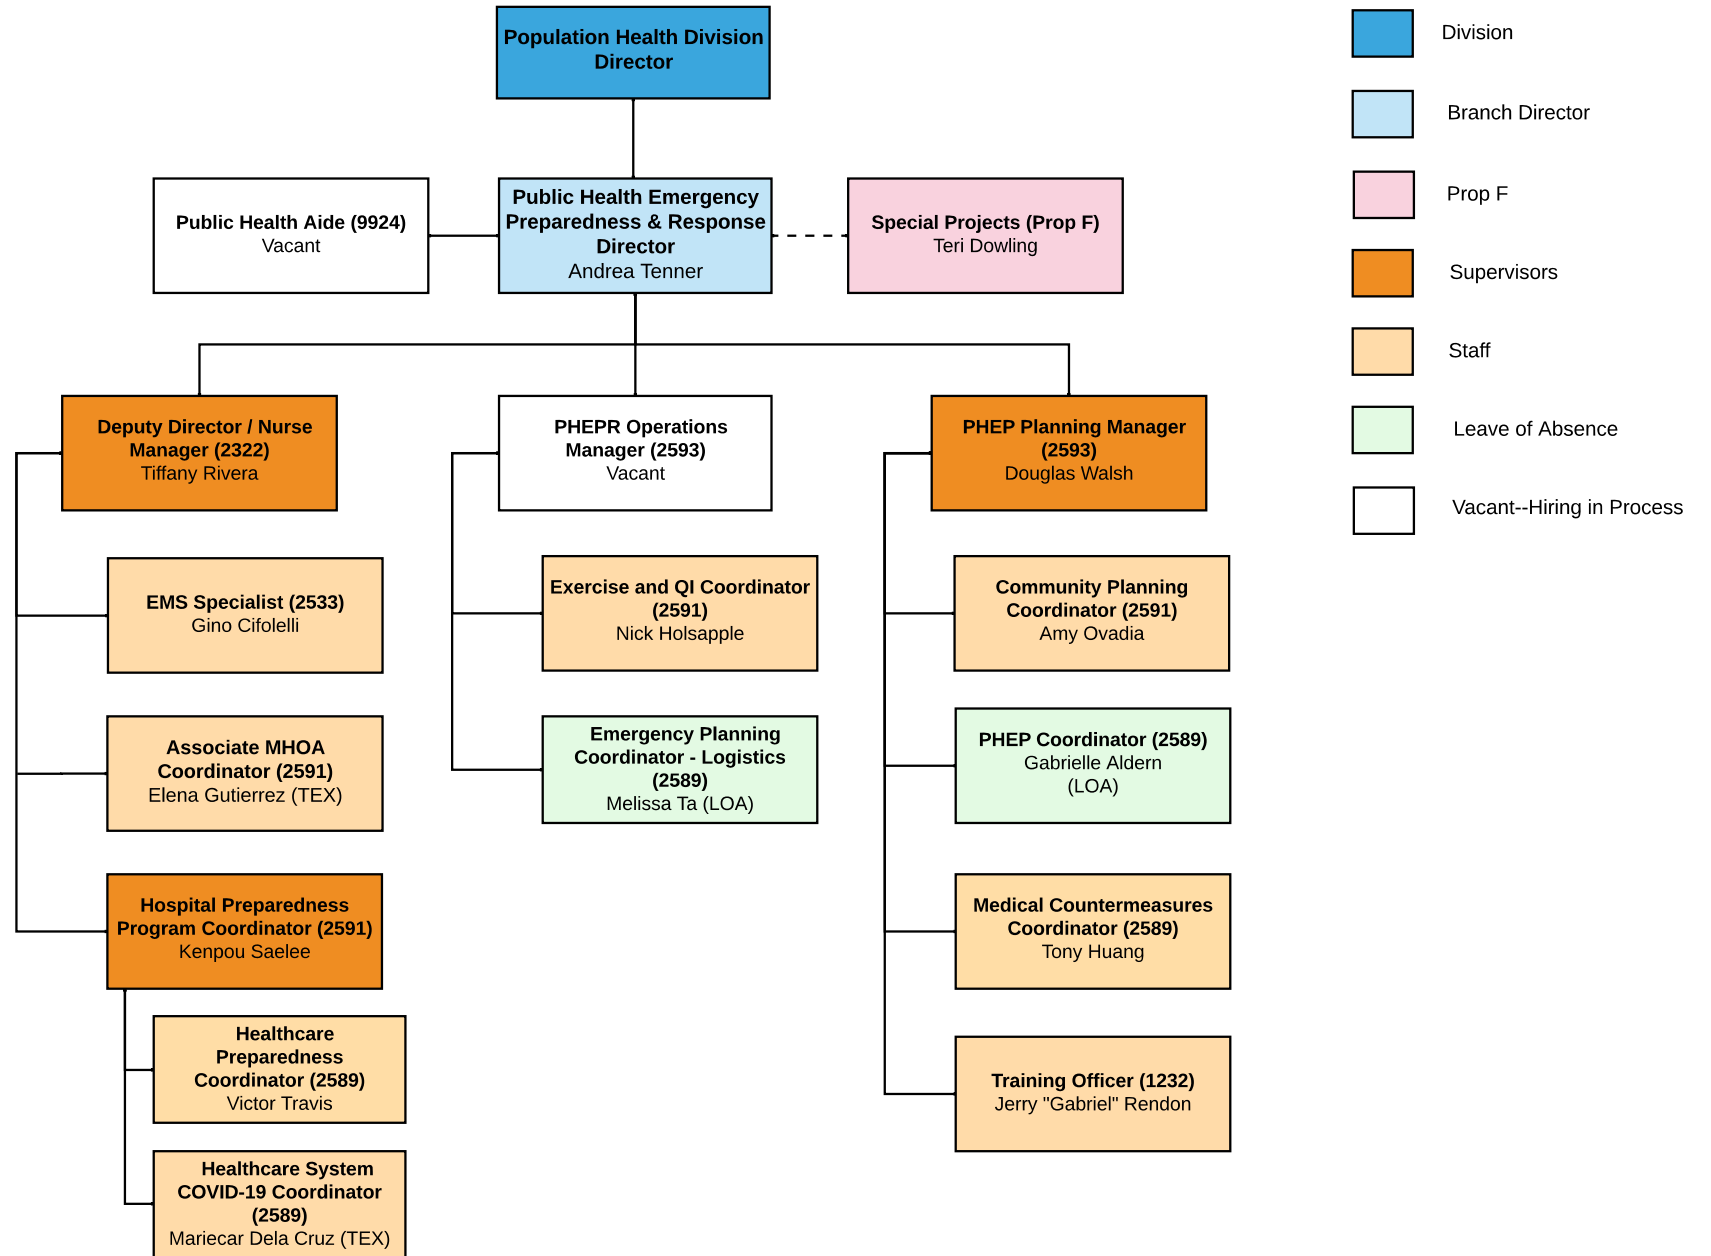 Population Health Division
Director
Public Health Aide (9924)
Vacant
Public Health Emergency
Preparedness & Response
Director
Andrea Tenner
Special Projects (Prop F)
Teri Dowling
Deputy Director / Nurse
Manager (2322)
Tiffany Rivera
PHEPR Operations
Manager (2593)
Vacant
PHEP Planning Manager
(2593)
Douglas Walsh
EMS Specialist (2533)
Gino Cifolelli
Associate MHOA
Coordinator (2591)
Elena Gutierrez (TEX)
Hospital Preparedness
Program Coordinator (2591)
Kenpou Saelee
Healthcare
Preparedness
Coordinator (2589)
Victor Travis
Healthcare System
COVID-19 Coordinator
(2589)
Mariecar Dela Cruz (TEX)
Exercise and QI Coordinator
(2591)
Nick Holsapple
Emergency Planning
Coordinator - Logistics
(2589)
Melissa Ta (LOA)
Community Planning
Coordinator (2591)
Amy Ovadia
PHEP Coordinator (2589)
Gabrielle Aldern
(LOA)
Medical Countermeasures
Coordinator (2589)
Tony Huang
Training Officer (1232)
Jerry "Gabriel" Rendon
Division
Branch Director
Prop F
Supervisors
Staff
Leave of Absence
Vacant--Hiring in Process